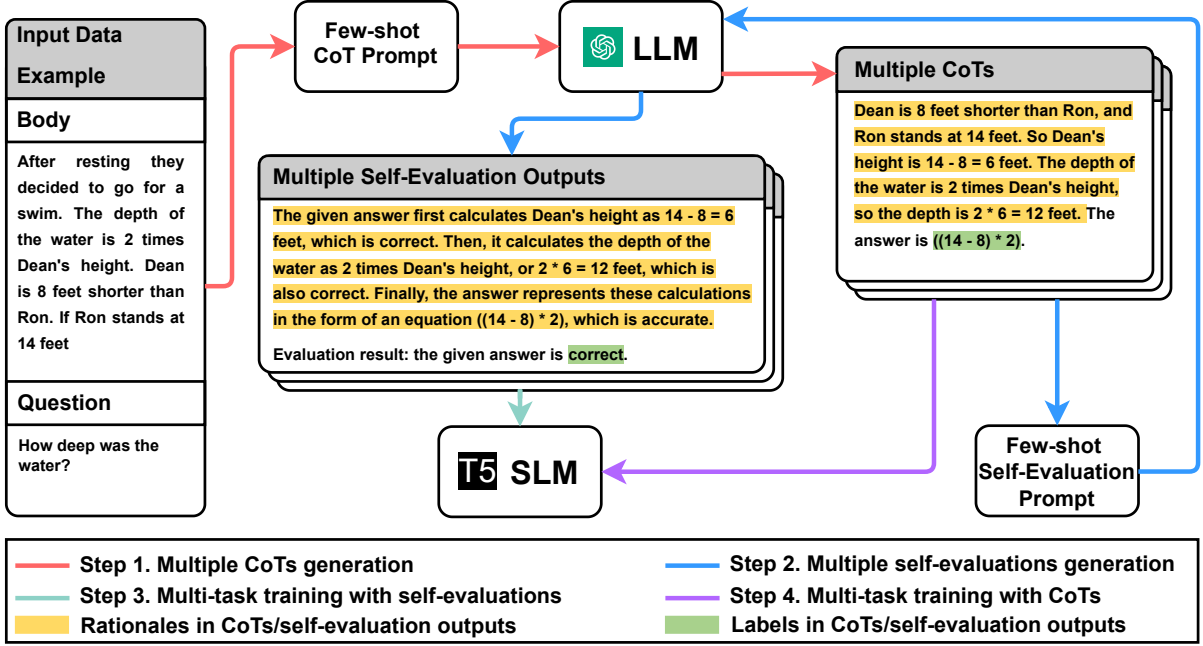 Input Data
Example
Body
After resting they
decided to go for a
swim. The depth of
the water is 2 times
Dean's height. Dean
is 8 feet shorter than
Ron. If Ron stands at
14 feet
Question
How deep was the
water?
Few-shot
CoT Prompt
LLM
Multiple CoTs
Dean is 8 feet shorter than Ron, and
Ron stands at 14 feet. So Dean's
height is 14 - 8 = 6 feet. The depth of
the water is 2 times Dean's height,
so the depth is 2 * 6 = 12 feet. The
answer is ((14 - 8) * 2).
Multiple Self-Evaluation Outputs
The given answer first calculates Dean's height as 14 - 8 = 6
feet, which is correct. Then, it calculates the depth of the
water as 2 times Dean's height, or 2 * 6 = 12 feet, which is
also correct. Finally, the answer represents these calculations
in the form of an equation ((14 - 8) * 2), which is accurate.
Evaluation result: the given answer is correct.
T5 SLM
Few-shot
Self-Evaluation
Prompt
Step 1. Multiple CoTs generation
Step 2. Multiple self-evaluations generation
Step 3. Multi-task training with self-evaluations
Step 4. Multi-task training with CoTs
Rationales in CoTs/self-evaluation outputs
Labels in CoTs/self-evaluation outputs